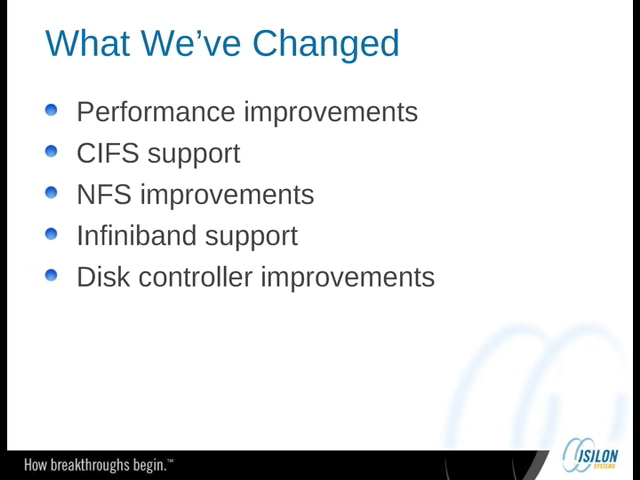 What We’ve Changed
Performance improvements
CIFS support
NFS improvements
Infiniband support
Disk controller improvements
How breakthroughs begin.™
ISILON
SYSTEMS